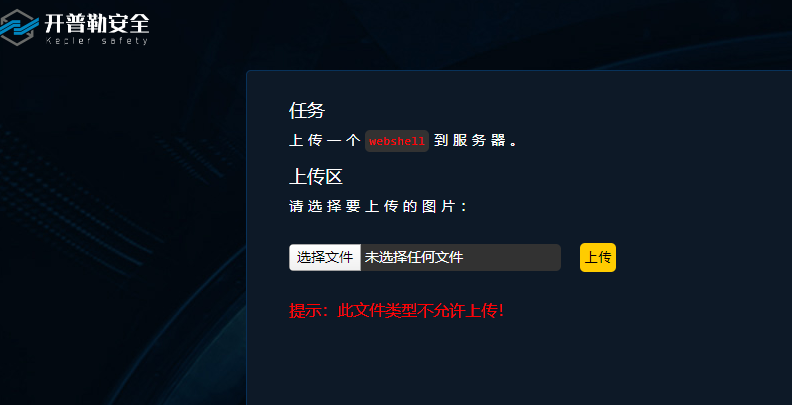 开普勒安全
Kecler safety
任务
上传一个 webshell 到服务器。
上传区
请选择要上传的图片：
选择文件 未选择任何文件 上传
提示：此文件类型不允许上传！